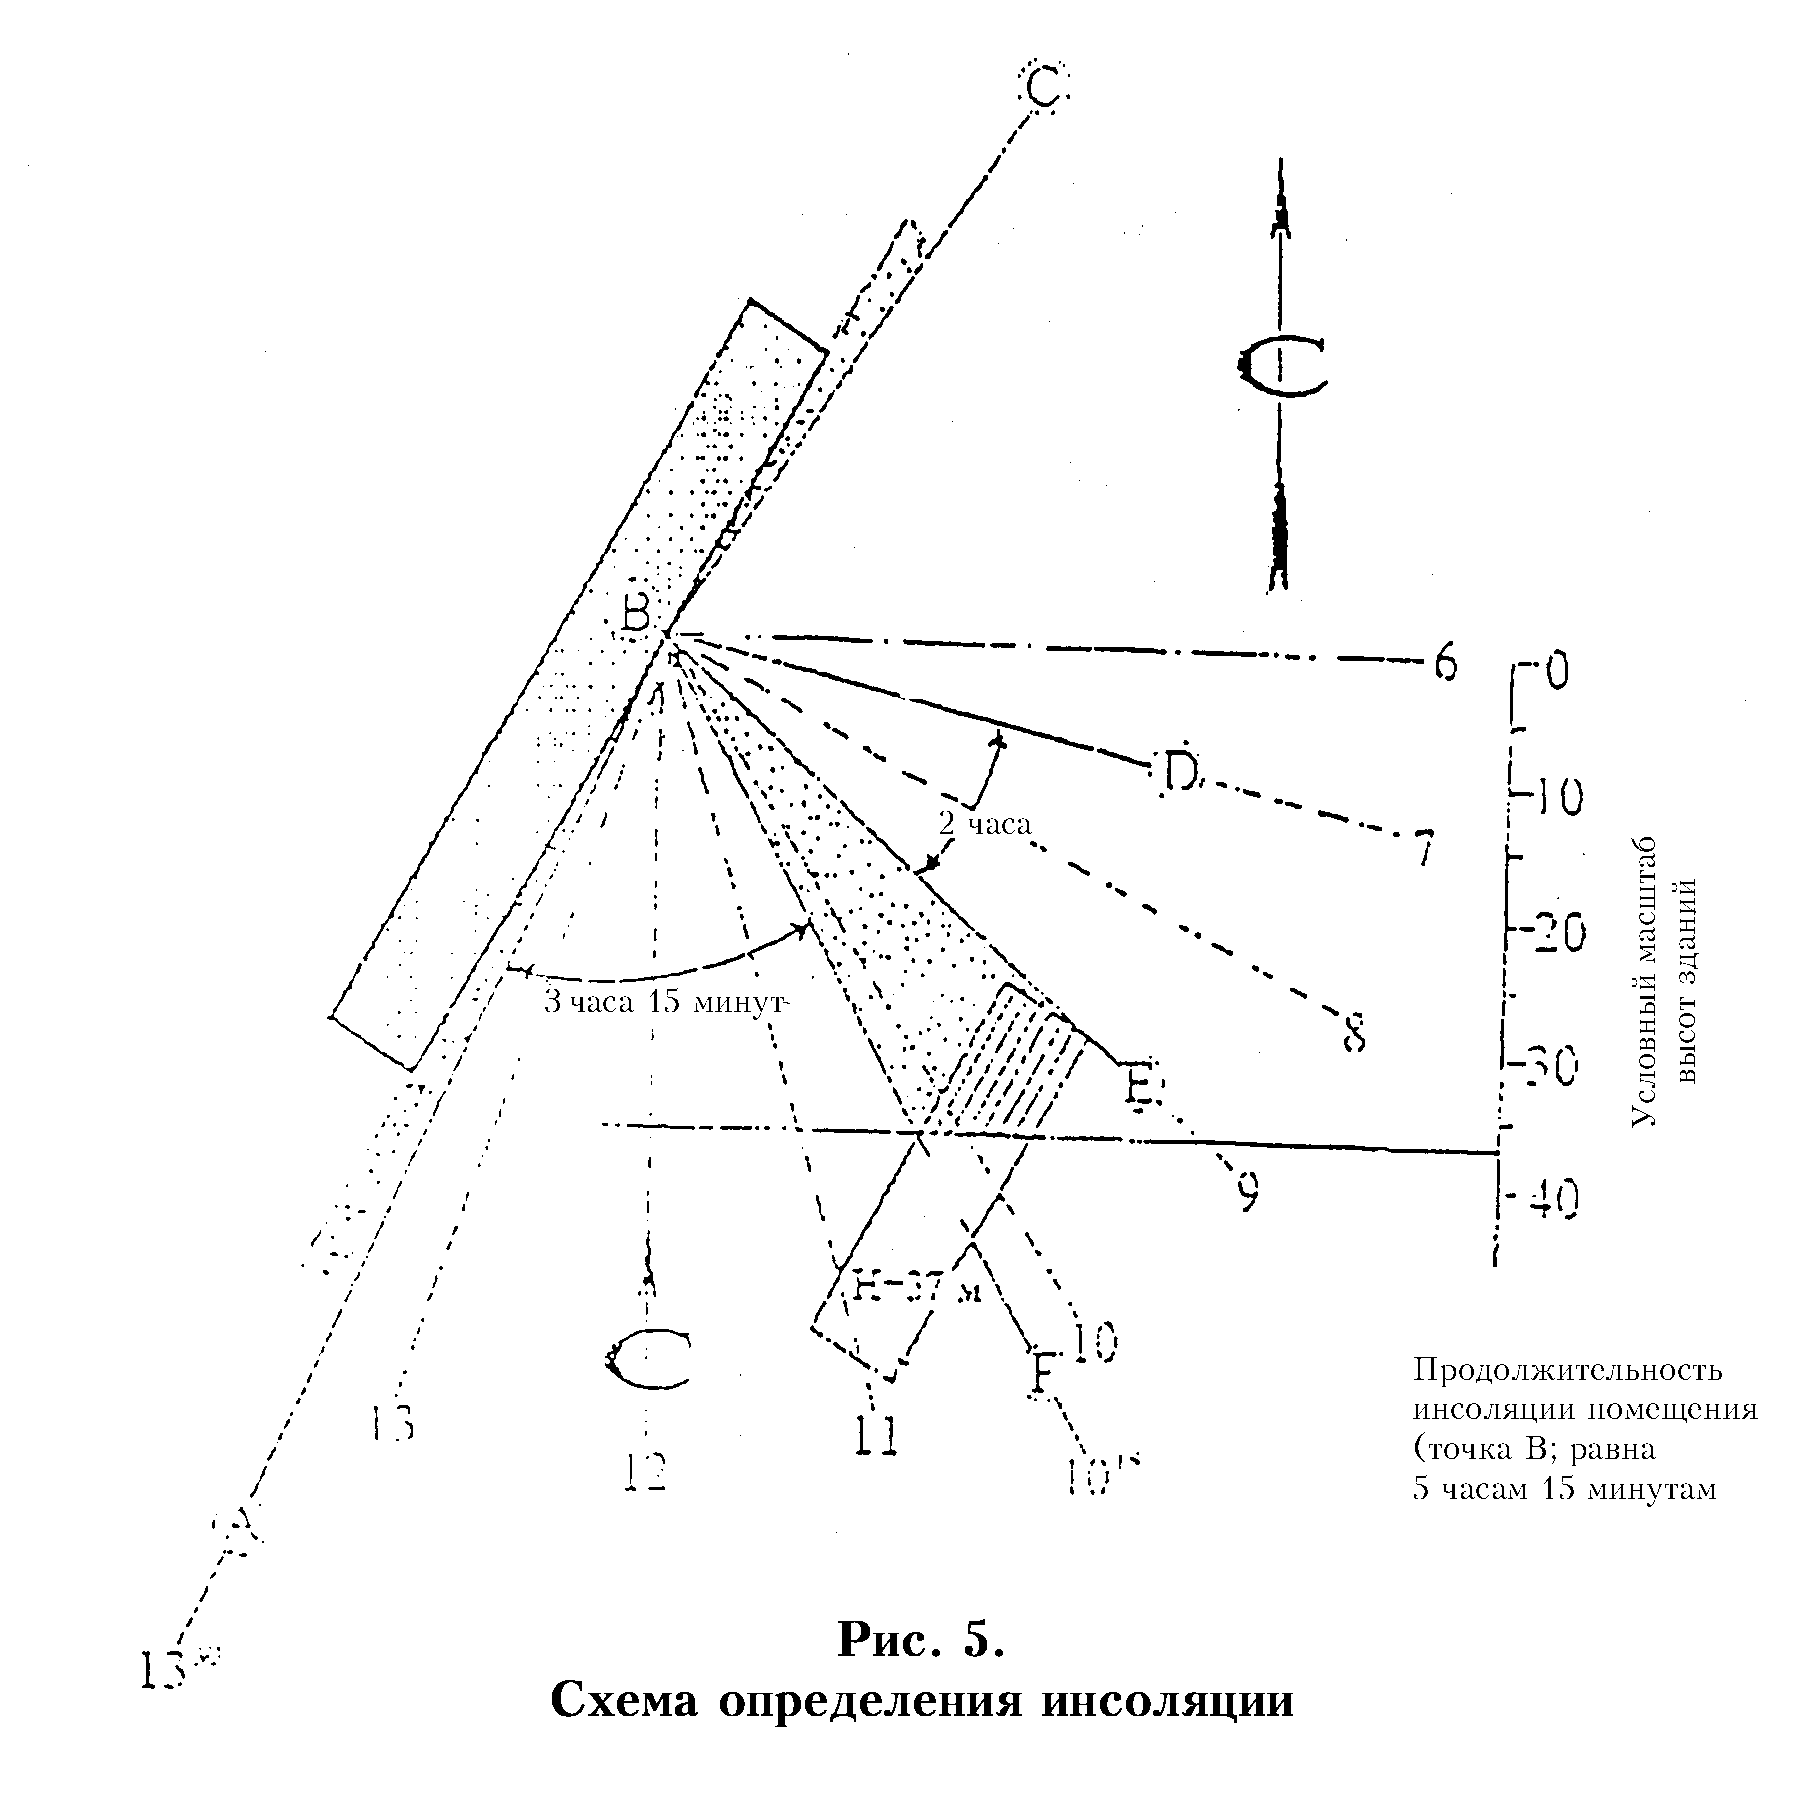 C
C
B
6
0
D
10
7
2 часа
20
3 часа 15 минут
8
30
E
9
40
Условный масштаб
высот зданий
H-37 м
C
10
F
13
11
12
10¹⁵
A
13
Продолжительность
инсоляции помещения
(точка В; равна
5 часам 15 минутам
Рис. 5.
Схема определения инсоляции